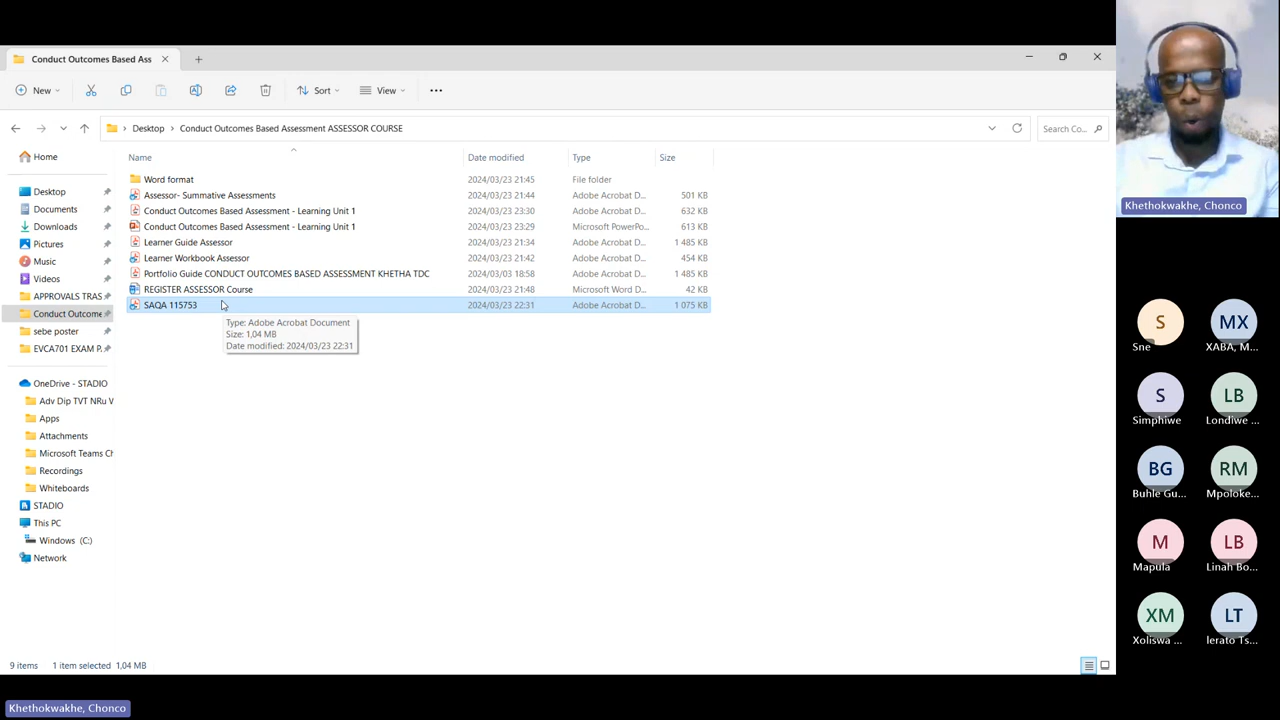 Conduct Outcomes Based Ass
New
Sort
View
Desktop
Conduct Outcomes Based Assessment ASSESSOR COURSE
Search Co...
Home
Desktop
Documents
Downloads
Pictures
Music
Videos
APPROVALS TRAS
Conduct Outcome
sebe poster
EVCA701 EXAM P.
OneDrive - STADIO
Adv Dip TVT NRu V
Apps
Attachments
Microsoft Teams Ch
Recordings
Whiteboards
STADIO
This PC
Windows (C:)
Network
Name Date modified Type Size
Word format 2024/03/23 21:45 File folder
Assessor- Summative Assessments 2024/03/23 21:44 Adobe Acrobat D... 501 KB
Conduct Outcomes Based Assessment - Learning Unit 1 2024/03/23 23:30 Adobe Acrobat D... 632 KB
Conduct Outcomes Based Assessment - Learning Unit 1 2024/03/23 23:29 Microsoft PowerPo... 613 KB
Learner Guide Assessor 2024/03/23 21:34 Adobe Acrobat D... 1 485 KB
Learner Workbook Assessor 2024/03/23 21:42 Adobe Acrobat D... 454 KB
Portfolio Guide CONDUCT OUTCOMES BASED ASSESSMENT KHETHA TDC 2024/03/03 18:58 Adobe Acrobat D... 1 485 KB
REGISTER ASSESSOR Course 2024/03/23 21:48 Microsoft Word D... 42 KB
SAQA 115753 2024/03/23 22:31 Adobe Acrobat D... 1 075 KB
Type: Adobe Acrobat Document
Size: 1,04 MB
Date modified: 2024/03/23 22:31
9 items 1 item selected 1,04 MB
Khethokwakhe, Chonco
Khethokwakhe, Chonco
S
Sne
MX
XABA, M...
S
Simphiwe
LB
Londiwe ...
BG
Buhle Gu...
RM
Mpoloke...
M
Mapula
LB
Linah Bo...
XM
Xoliswa ...
LT
lerato Ts...